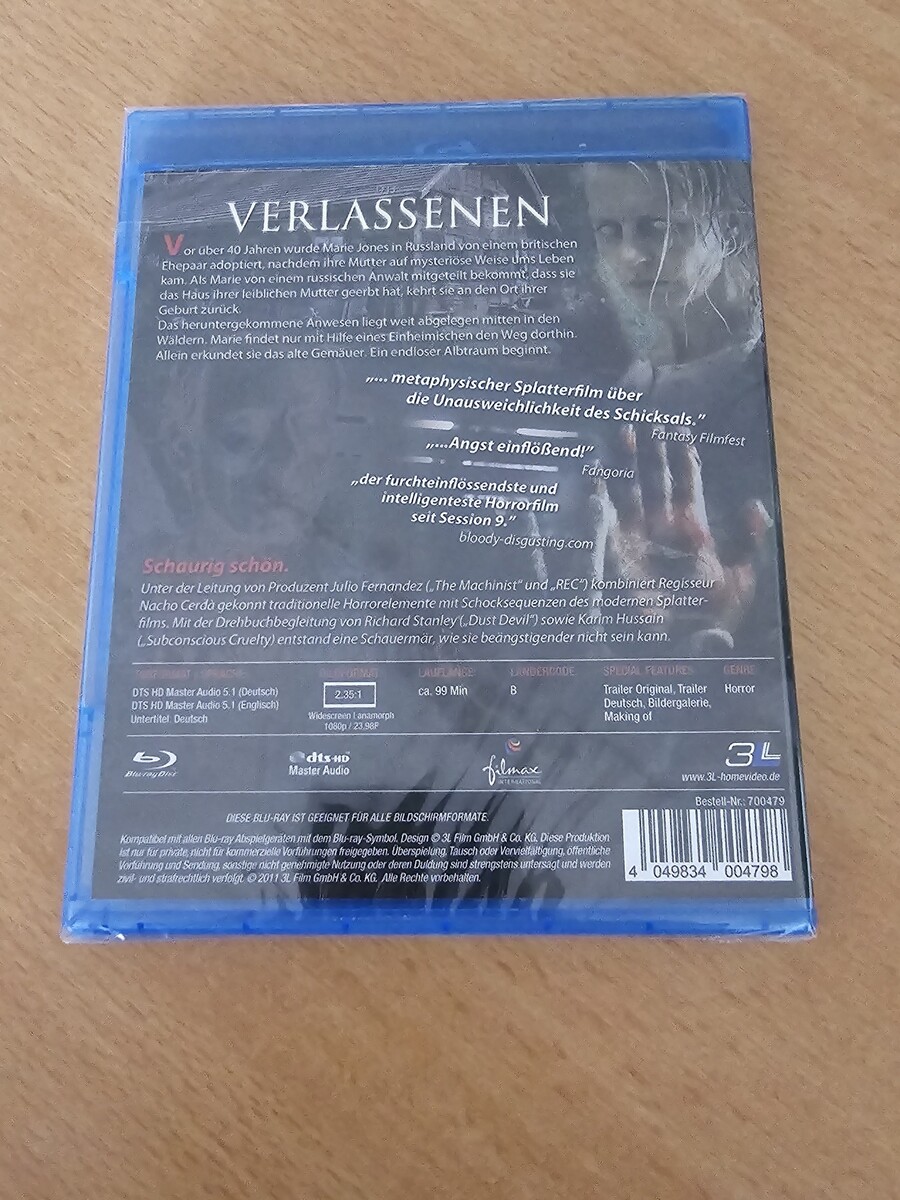 DIE
VERLASSENEN
Vor über 40 Jahren wurde Marie Jones in Russland von einem britischen
Ehepaar adoptiert, nachdem ihre Mutter auf mysteriöse Weise ums Leben
kam. Als Marie von einem russischen Anwalt mitgeteilt bekommt, dass sie
das Haus ihrer leiblichen Mutter geerbt hat, kehrt sie an den Ort ihrer
Geburt zurück.
Das heruntergekommene Anwesen liegt weit abgelegen mitten in den
Wäldern. Marie findet nur mit Hilfe eines Einheimischen den Weg dorthin.
Allein erkundet sie das alte Gemäuer. Ein endloser Albtraum beginnt.
„... metaphysischer Splatterfilm über
die Unausweichlichkeit des Schicksals.”
Fantasy Filmfest
„...Angst einflößend!”
Fangoria
„der furchteinflössendste und
intelligenteste Horrorfilm
seit Session 9.”
bloody-disgusting.com
Schaurig schön.
Unter der Leitung von Produzent Julio Fernandez („The Machinist“ und „REC“) kombiniert Regisseur
Nacho Cerdà gekonnt traditionelle Horrorelemente mit Schocksequenzen des modernen Splatter-
films. Mit der Drehbuchbegleitung von Richard Stanley („Dust Devil“) sowie Karim Hussain
(„Subconscious Cruelty) entstand eine Schauermär, wie sie beängstigender nicht sein kann.
LAUFLÄNGE LÄNDERCODE SPECIAL FEATURES GENRE
DTS HD Master Audio 5.1 (Deutsch) 2.35:1 ca. 99 Min B Trailer Original, Trailer Horror
DTS HD Master Audio 5.1 (Englisch) Deutsch, Bildergalerie,
Untertitel: Deutsch Widescreen Lanamorph Making of
1080p / 23,98P
Blu-ray Disc dts-HD Master Audio
filmax
INTERNATIONAL
3L
www.3L-homevideo.de
Bestell-Nr.: 700479
DIESE BLU-RAY IST GEEIGNET FÜR ALLE BILDSCHIRMFORMATE.
Kompatibel mit allen Blu-ray Abspielgeräten mit dem Blu-ray-Symbol. Design © 3L Film GmbH & Co. KG. Diese Produktion
ist nur für private, nicht für kommerzielle Vorführungen freigegeben. Überspielung, Tausch oder Vervielfältigung, öffentliche
Vorführung und Sendung, sonstige nicht genehmigte Nutzung oder deren Duldung sind strengstens untersagt und werden
zivil- und strafrechtlich verfolgt. © 2011 3L Film GmbH & Co. KG. Alle Rechte vorbehalten.
4 049834 004798